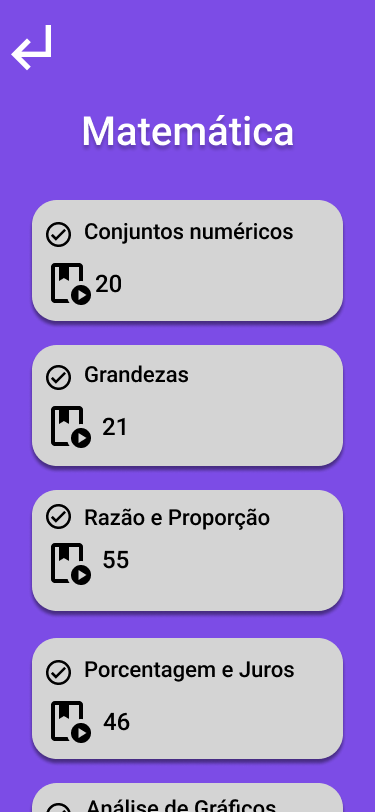 Matemática
Conjuntos numéricos
20
Grandezas
21
Razão e Proporção
55
Porcentagem e Juros
46
Análise de Gráficos